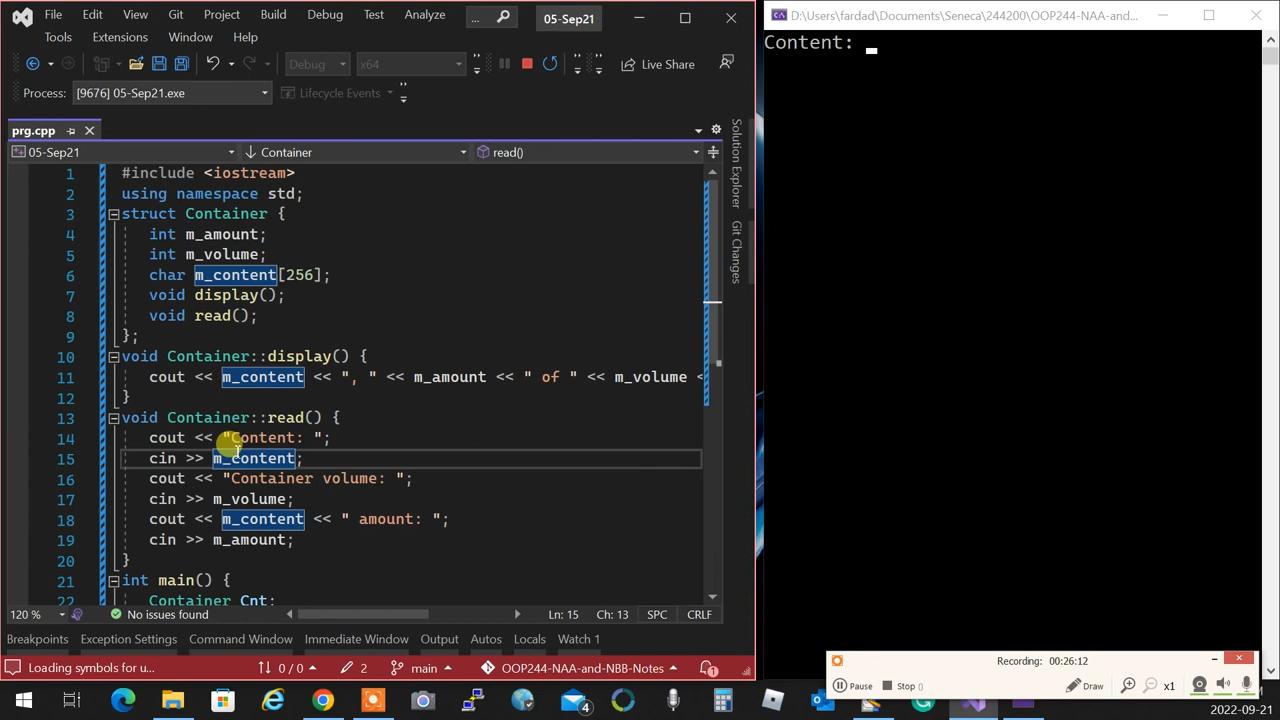 File Edit View Git Project Build Debug Test Analyze ... 05-Sep21
Tools Extensions Window Help
Debug x64 Live Share
Process: [9676] 05-Sep21.exe Lifecycle Events
prg.cpp
05-Sep21 Container read()
1 #include <iostream>
2 using namespace std;
3 struct Container {
4 int m_amount;
5 int m_volume;
6 char m_content[256];
7 void display();
8 void read();
9 };
10 void Container::display() {
11 cout << m_content << ", " << m_amount << " of " << m_volume <
12 }
13 void Container::read() {
14 cout << "Content: ";
15 cin >> m_content;
16 cout << "Container volume: ";
17 cin >> m_volume;
18 cout << m_content << " amount: ";
19 cin >> m_amount;
20 }
21 int main() {
22 Container Cnt;
120 % No issues found Ln: 15 Ch: 13 SPC CRLF
Breakpoints Exception Settings Command Window Immediate Window Output Autos Locals Watch 1
Loading symbols for u... 0 / 0 2 main OOP244-NAA-and-NBB-Notes 1
Solution Explorer
Git Changes
D:\Users\fardad\Documents\Seneca\244200\OOP244-NAA-and-...
Content:
Recording: 00:26:12
Pause Stop () Draw x1
4
2022-09-21